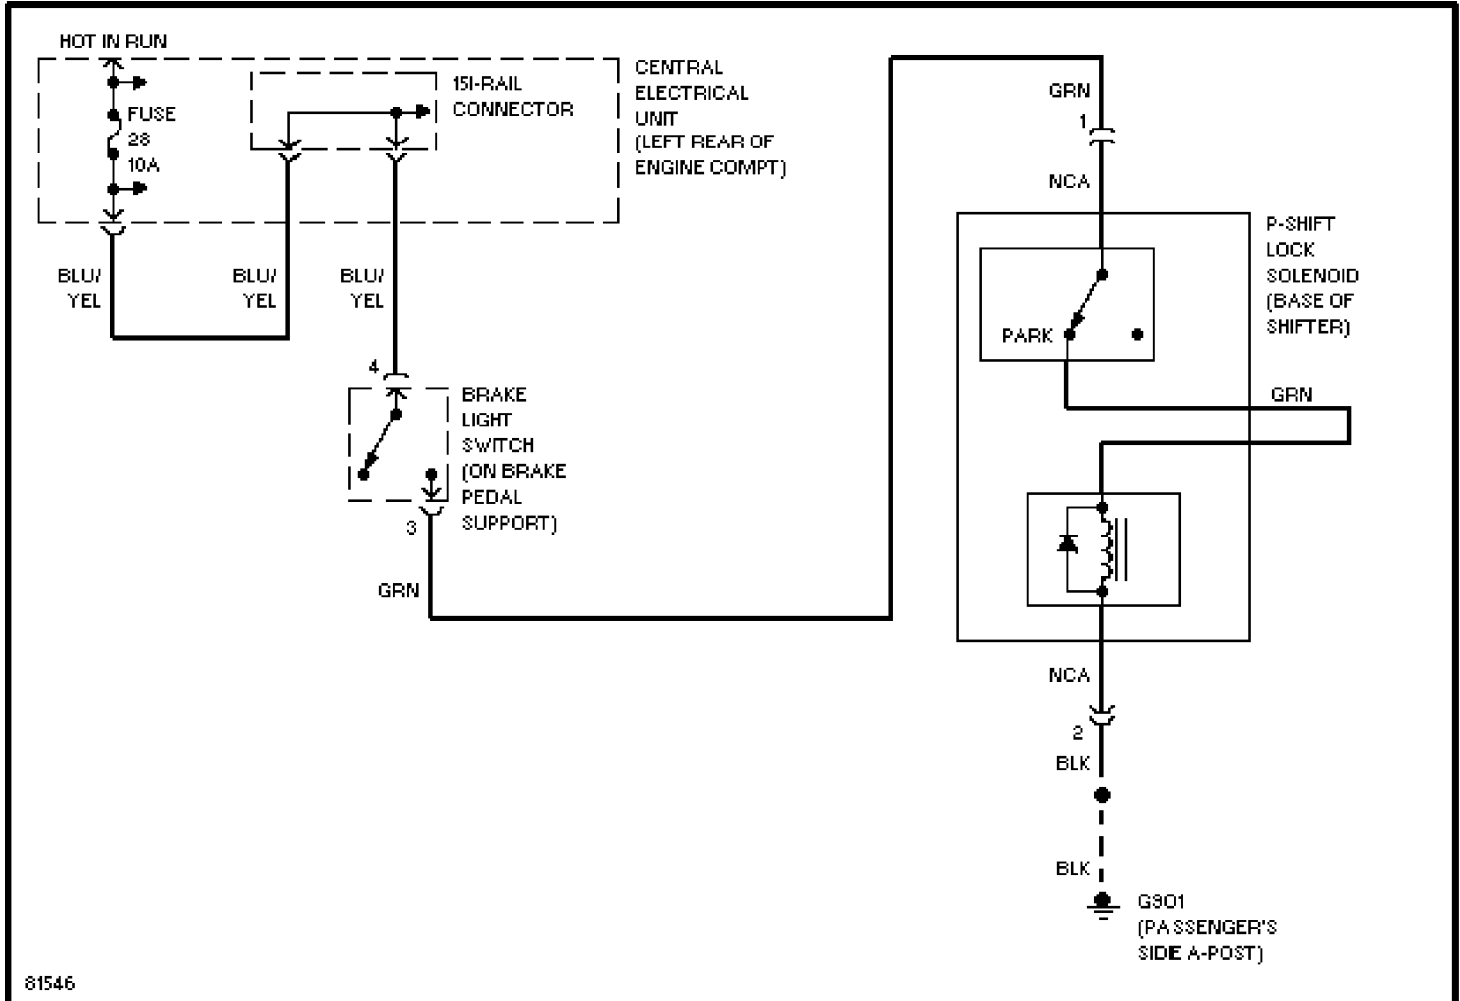 HOT IN RUN
FUSE
28
10A
15I-RAIL
CONNECTOR
CENTRAL
ELECTRICAL
UNIT
(LEFT REAR OF
ENGINE COMPT)
BLU/
YEL
BLU/
YEL
BLU/
YEL
4
BRAKE
LIGHT
SWITCH
(ON BRAKE
PEDAL
SUPPORT)
3
GRN
GRN
1
NCA
P-SHIFT
LOCK
SOLENOID
(BASE OF
SHIFTER)
PARK
GRN
NCA
2
BLK
BLK
G901
(PASSENGER'S
SIDE A-POST)
81546